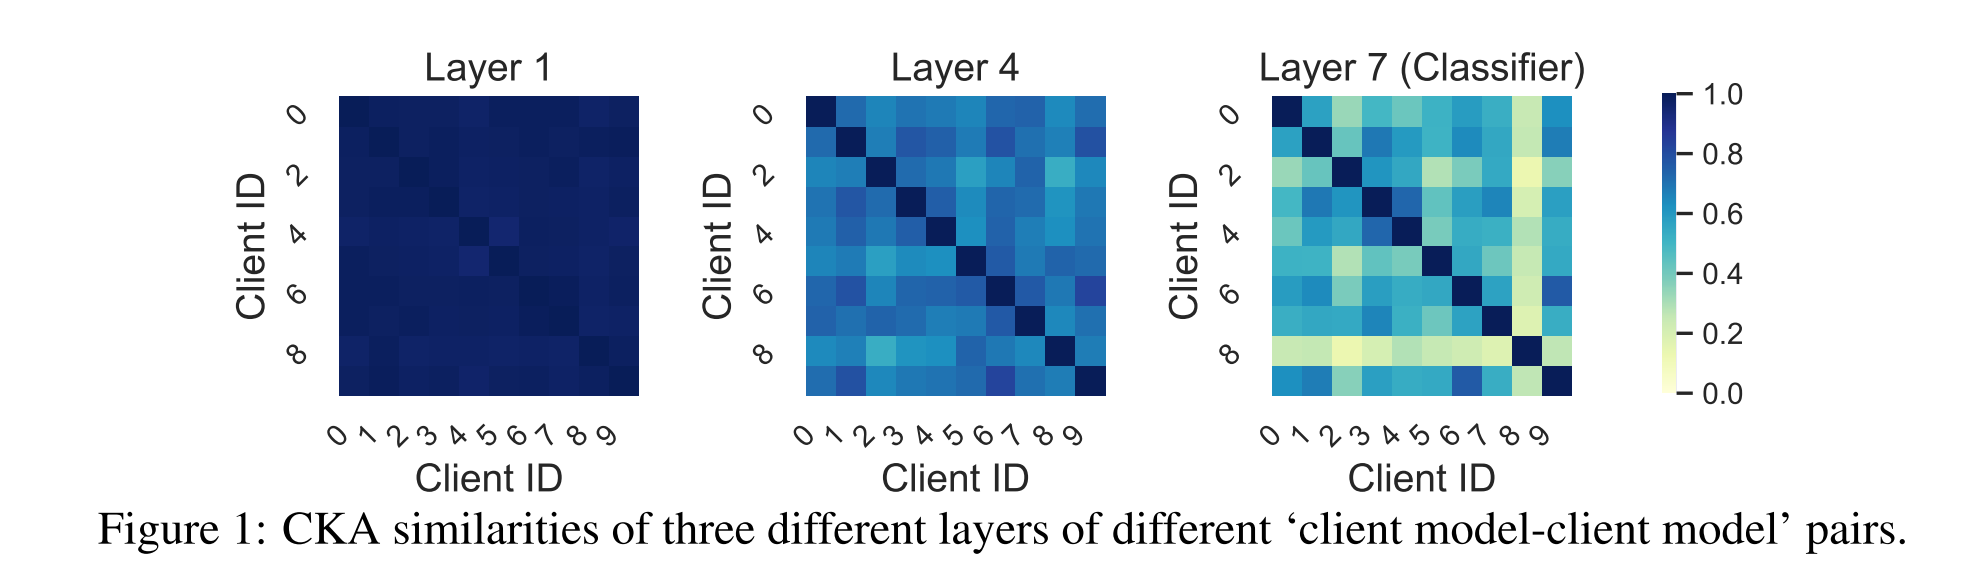 Layer 1
Layer 4
Layer 7 (Classifier)
Client ID
0
2
4
6
8
0 1 2 3 4 5 6 7 8 9
Client ID
Client ID
0
2
4
6
8
0 1 2 3 4 5 6 7 8 9
Client ID
Client ID
0
2
4
6
8
0 1 2 3 4 5 6 7 8 9
Client ID
1.0
0.8
0.6
0.4
0.2
0.0
Figure 1: CKA similarities of three different layers of different ‘client model-client model’ pairs.